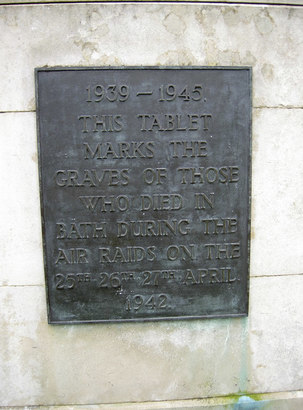 1939 — 1945.
THIS TABLET
MARKS THE
GRAVES OF THOSE
WHO DIED IN
BATH DURING THE
AIR RAIDS ON THE
25TH 26TH 27TH APRIL
1942.